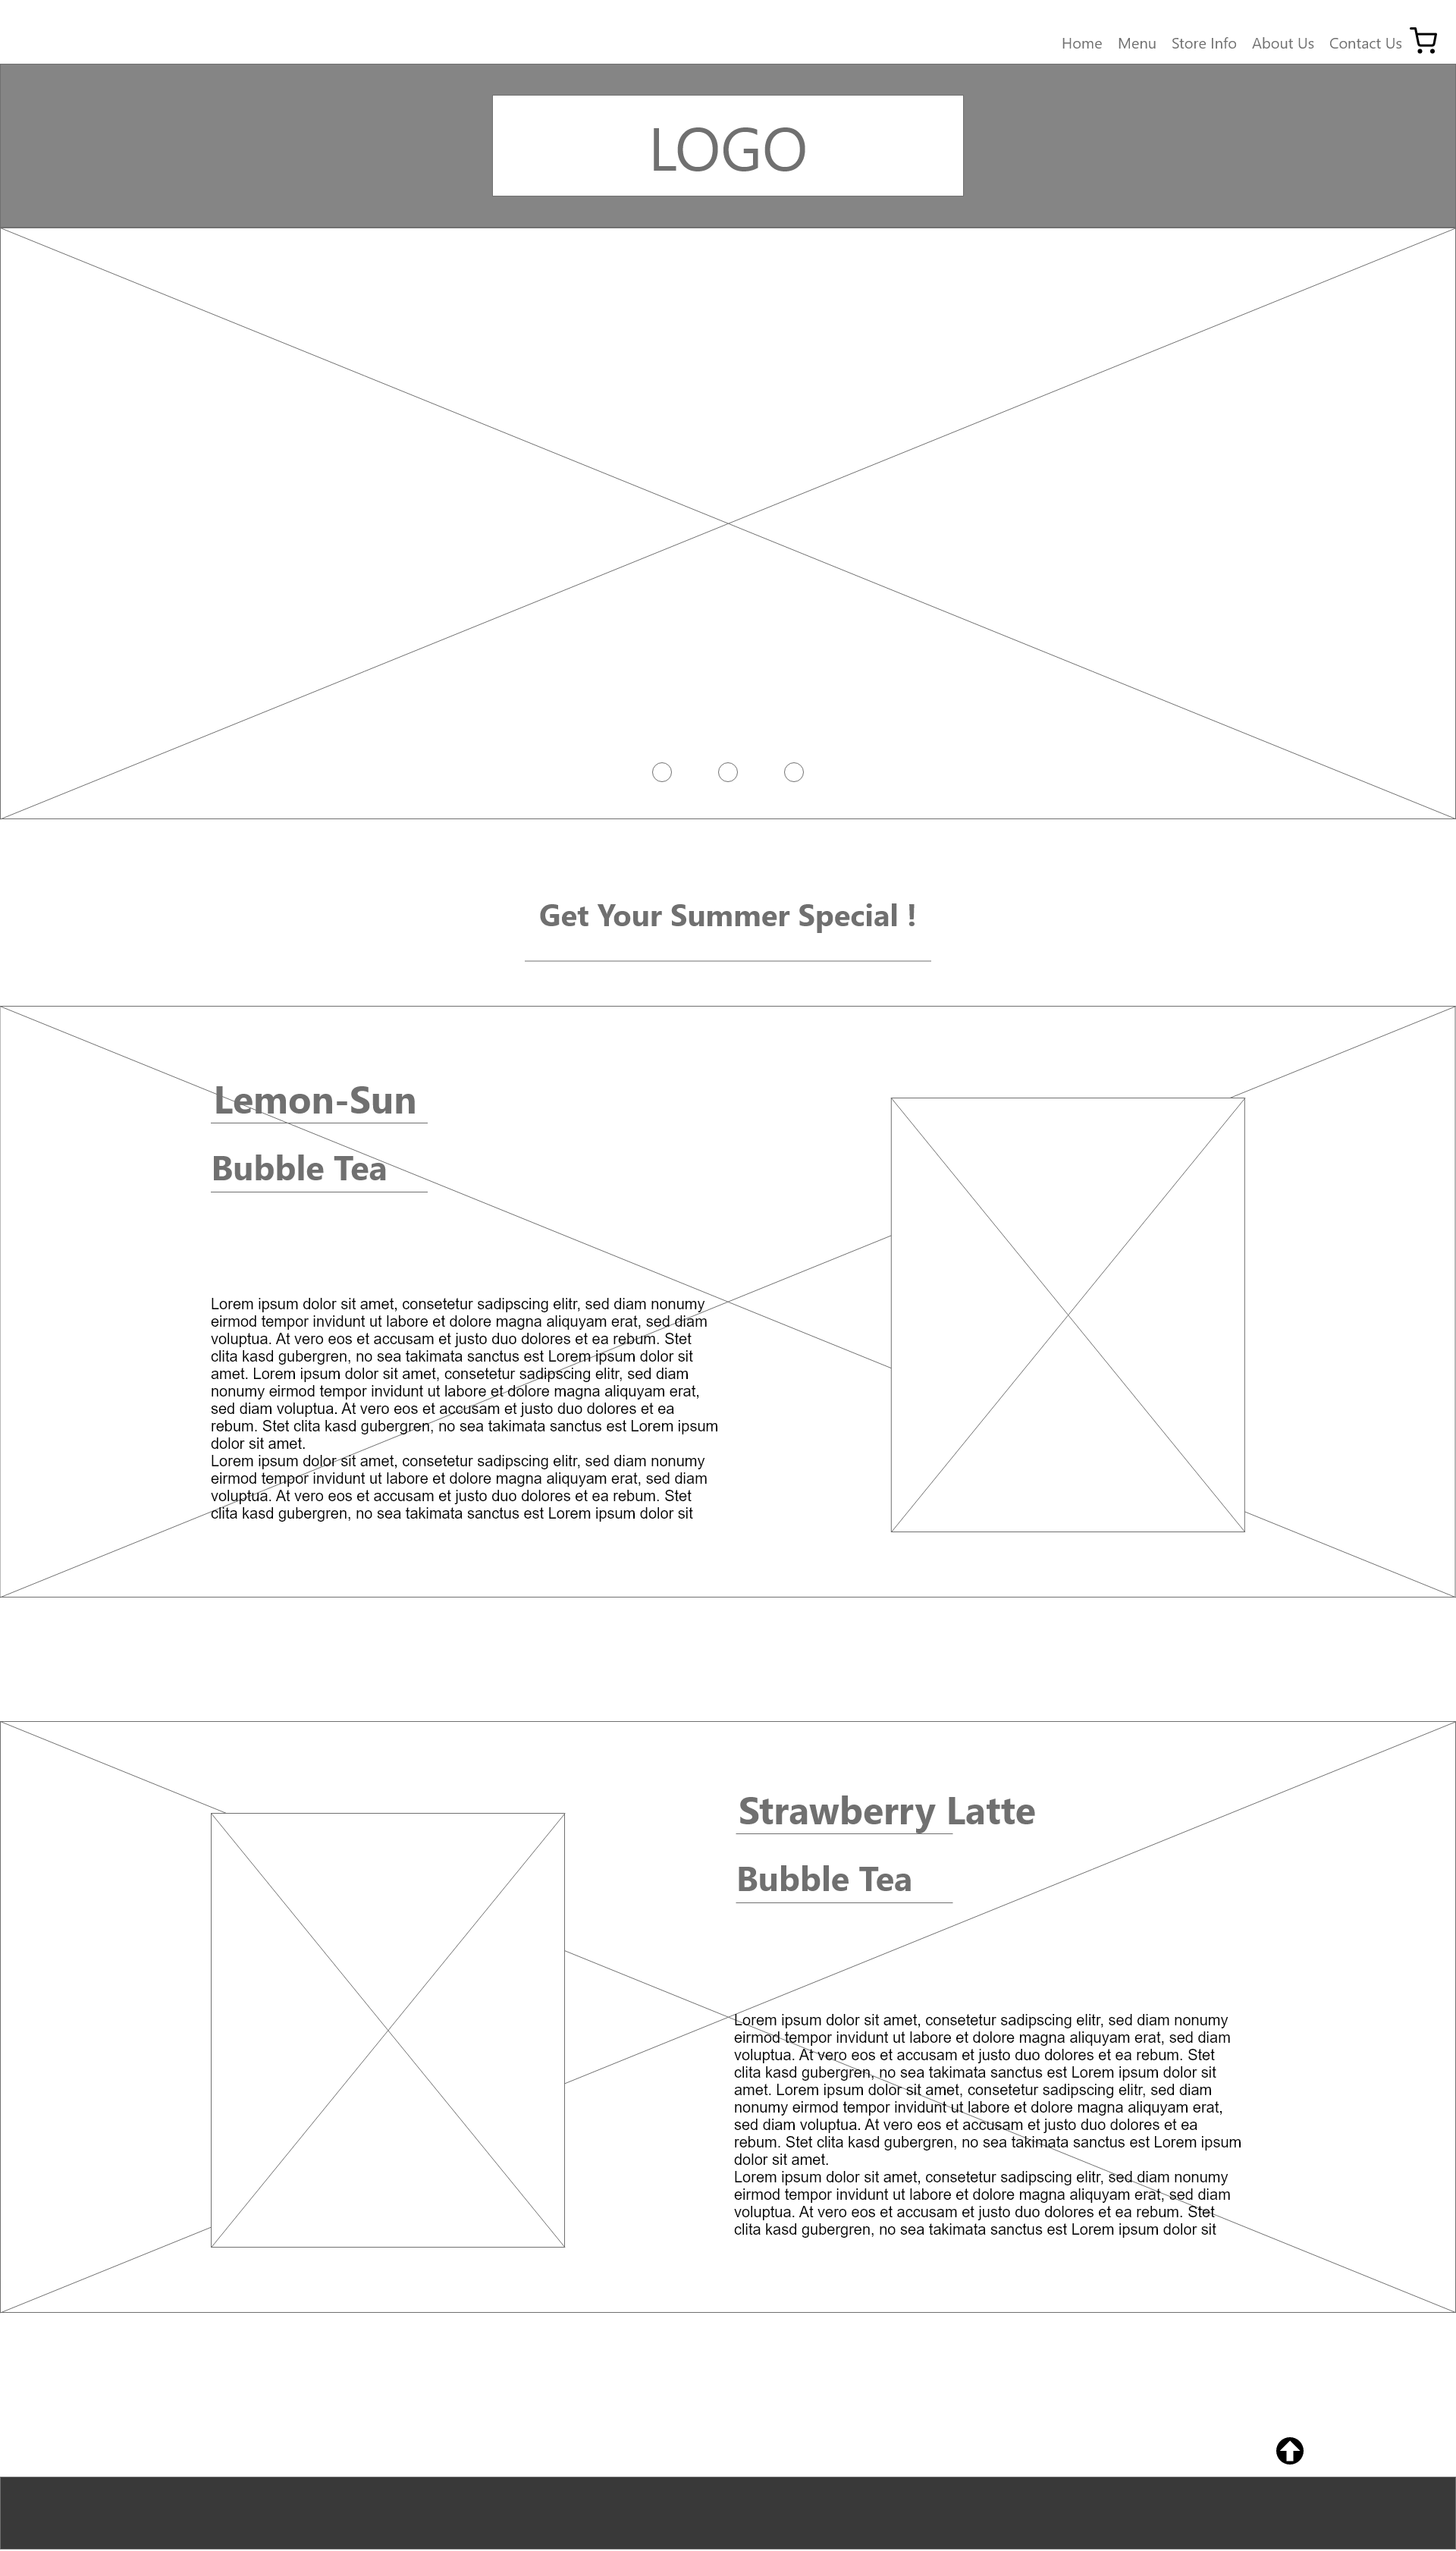 Home Menu Store Info About Us Contact Us
LOGO
Get Your Summer Special !
Lemon-Sun
Bubble Tea
Lorem ipsum dolor sit amet, consetetur sadipscing elitr, sed diam nonumy
eirmod tempor invidunt ut labore et dolore magna aliquyam erat, sed diam
voluptua. At vero eos et accusam et justo duo dolores et ea rebum. Stet
clita kasd gubergren, no sea takimata sanctus est Lorem ipsum dolor sit
amet. Lorem ipsum dolor sit amet, consetetur sadipscing elitr, sed diam
nonumy eirmod tempor invidunt ut labore et dolore magna aliquyam erat,
sed diam voluptua. At vero eos et accusam et justo duo dolores et ea
rebum. Stet clita kasd gubergren, no sea takimata sanctus est Lorem ipsum
dolor sit amet.
Lorem ipsum dolor sit amet, consetetur sadipscing elitr, sed diam nonumy
eirmod tempor invidunt ut labore et dolore magna aliquyam erat, sed diam
voluptua. At vero eos et accusam et justo duo dolores et ea rebum. Stet
clita kasd gubergren, no sea takimata sanctus est Lorem ipsum dolor sit
Strawberry Latte
Bubble Tea
Lorem ipsum dolor sit amet, consetetur sadipscing elitr, sed diam nonumy
eirmod tempor invidunt ut labore et dolore magna aliquyam erat, sed diam
voluptua. At vero eos et accusam et justo duo dolores et ea rebum. Stet
clita kasd gubergren, no sea takimata sanctus est Lorem ipsum dolor sit
amet. Lorem ipsum dolor sit amet, consetetur sadipscing elitr, sed diam
nonumy eirmod tempor invidunt ut labore et dolore magna aliquyam erat,
sed diam voluptua. At vero eos et accusam et justo duo dolores et ea
rebum. Stet clita kasd gubergren, no sea takimata sanctus est Lorem ipsum
dolor sit amet.
Lorem ipsum dolor sit amet, consetetur sadipscing elitr, sed diam nonumy
eirmod tempor invidunt ut labore et dolore magna aliquyam erat, sed diam
voluptua. At vero eos et accusam et justo duo dolores et ea rebum. Stet
clita kasd gubergren, no sea takimata sanctus est Lorem ipsum dolor sit